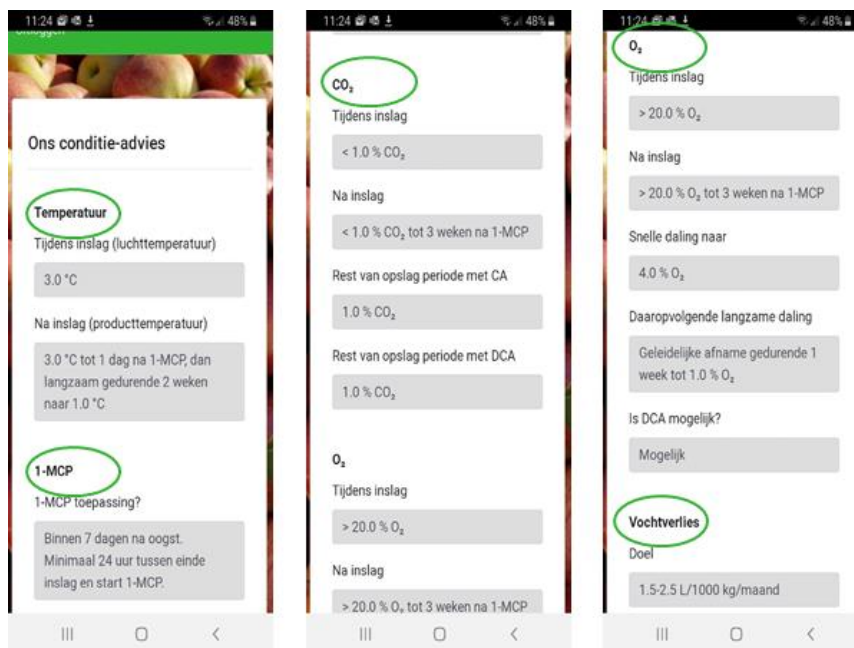 11:24 48%
Uitloggen
Ons conditie-advies
Temperatuur
Tijdens inslag (luchttemperatuur)
3.0 °C
Na inslag (producttemperatuur)
3.0 °C tot 1 dag na 1-MCP, dan
langzaam gedurende 2 weken
naar 1.0 °C
1-MCP
1-MCP toepassing?
Binnen 7 dagen na oogst.
Minimaal 24 uur tussen einde
inslag en start 1-MCP.
11:24 48%
CO₂
Tijdens inslag
< 1.0 % CO₂
Na inslag
< 1.0 % CO₂ tot 3 weken na 1-MCP
Rest van opslag periode met CA
1.0 % CO₂
Rest van opslag periode met DCA
1.0 % CO₂
O₂
Tijdens inslag
> 20.0 % O₂
Na inslag
> 20.0 % O₂ tot 3 weken na 1-MCP
11:24 48%
O₂
Tijdens inslag
> 20.0 % O₂
Na inslag
> 20.0 % O₂ tot 3 weken na 1-MCP
Snelle daling naar
4.0 % O₂
Daaropvolgende langzame daling
Geleidelijke afname gedurende 1
week tot 1.0 % O₂
Is DCA mogelijk?
Mogelijk
Vochtverlies
Doel
1.5-2.5 L/1000 kg/maand